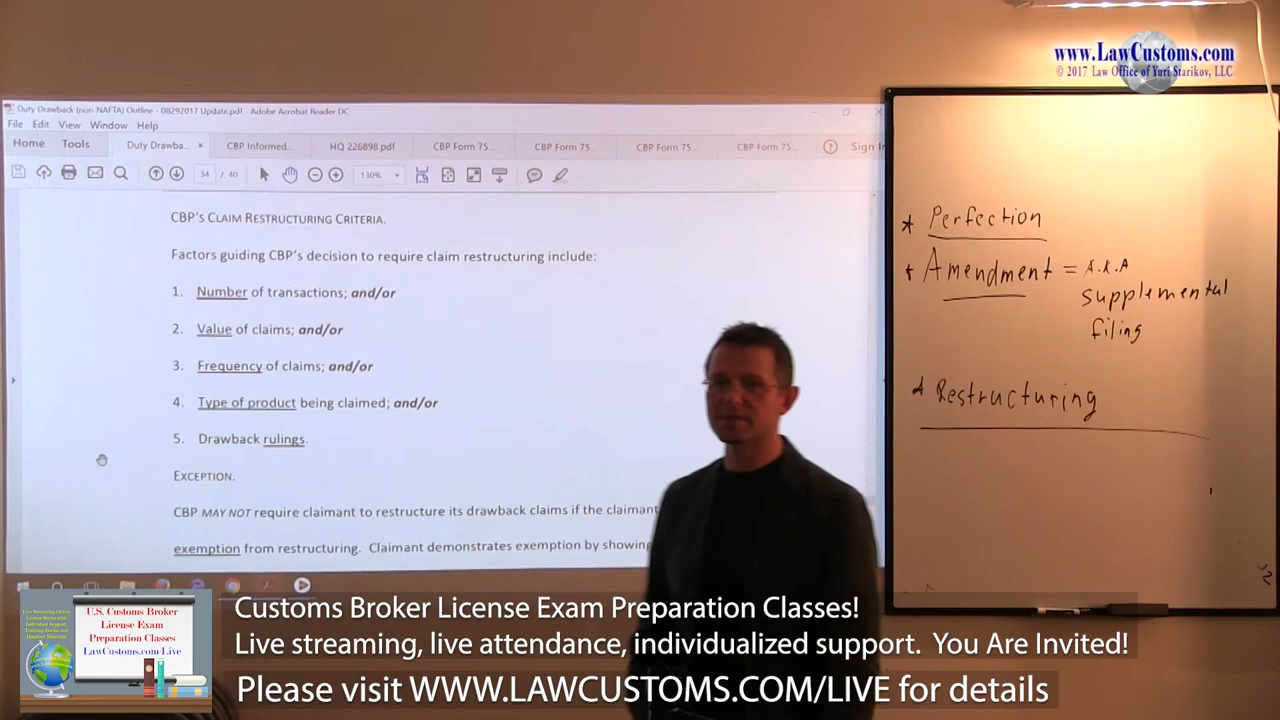 www.LawCustoms.com
© 2017 Law Office of Yuri Starikov, LLC
Duty Drawback (non-NAFTA) Outline - 08292017 Update.pdf - Adobe Acrobat Reader DC
File Edit View Window Help
Home Tools Duty Drawba... × CBP Informed... HQ 226898.pdf CBP Form 75... CBP Form 75... CBP Form 75... CBP Form 75... Sign In
34 / 40 130%
CBP'S CLAIM RESTRUCTURING CRITERIA.
Factors guiding CBP's decision to require claim restructuring include:
1. Number of transactions; and/or
2. Value of claims; and/or
3. Frequency of claims; and/or
4. Type of product being claimed; and/or
5. Drawback rulings.
EXCEPTION.
CBP MAY NOT require claimant to restructure its drawback claims if the claimant
exemption from restructuring. Claimant demonstrates exemption by showing
* Perfection
* Amendment = A.K.A
supplemental
filing
* Restructuring
U.S. Customs Broker
License Exam
Preparation Classes
LawCustoms.com/Live
Customs Broker License Exam Preparation Classes!
Live streaming, live attendance, individualized support. You Are Invited!
Please visit WWW.LAWCUSTOMS.COM/LIVE for details